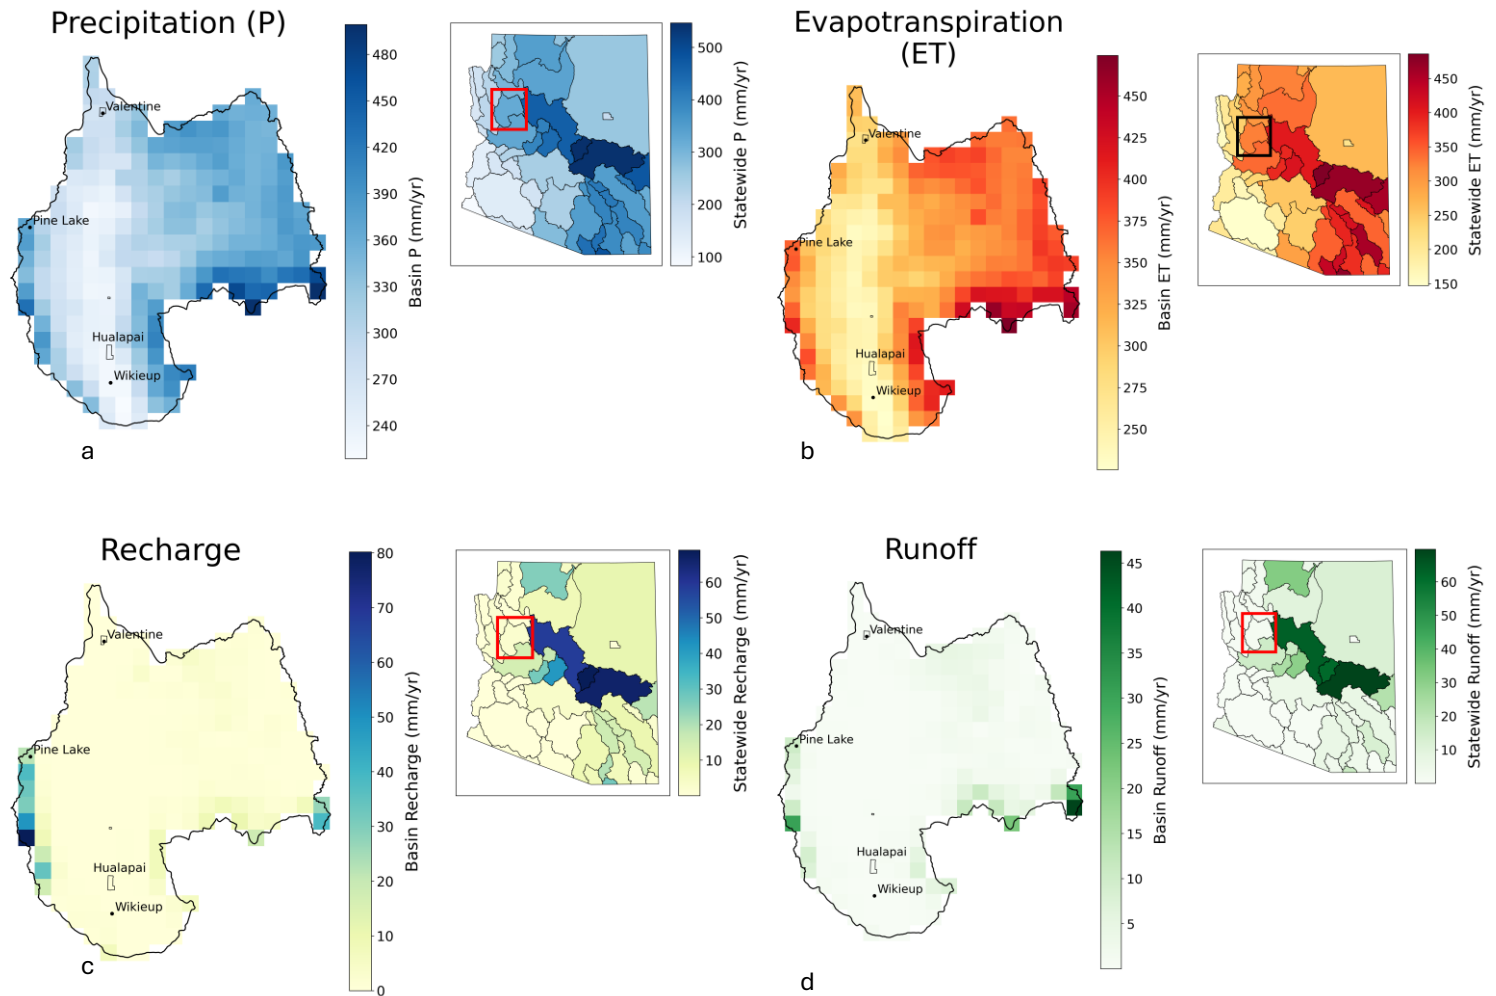 Precipitation (P)
Valentine
Pine Lake
Hualapai
Wikieup
a
480
450
420
390
360
330
300
270
240
Basin P (mm/yr)
500
400
300
200
100
Statewide P (mm/yr)
Evapotranspiration
(ET)
Valentine
Pine Lake
Hualapai
Wikieup
b
450
425
400
375
350
325
300
275
250
Basin ET (mm/yr)
450
400
350
300
250
200
150
Statewide ET (mm/yr)
Recharge
Valentine
Pine Lake
Hualapai
Wikieup
c
80
70
60
50
40
30
20
10
0
Basin Recharge (mm/yr)
60
50
40
30
20
10
Statewide Recharge (mm/yr)
Runoff
Valentine
Pine Lake
Hualapai
Wikieup
d
45
40
35
30
25
20
15
10
5
Basin Runoff (mm/yr)
60
50
40
30
20
10
Statewide Runoff (mm/yr)